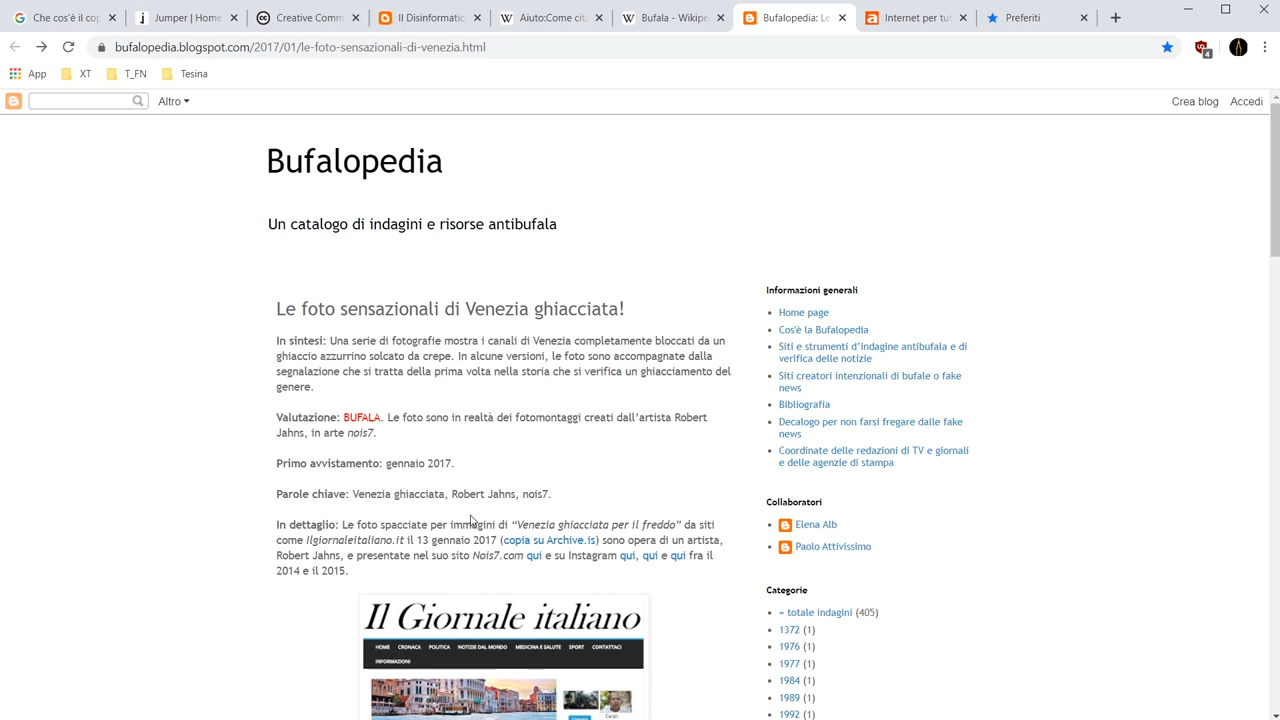 Che cos'è il cop
Jumper | Home
Creative Comm
Il Disinformatic
Aiuto:Come cita
Bufala - Wikipe
Bufalopedia: Le
Internet per tut
Preferiti
bufalopedia.blogspot.com/2017/01/le-foto-sensazionali-di-venezia.html
4
App XT T_FN Tesina
Altro
Crea blog Accedi
Bufalopedia
Un catalogo di indagini e risorse antibufala
Le foto sensazionali di Venezia ghiacciata!
In sintesi: Una serie di fotografie mostra i canali di Venezia completamente bloccati da un
ghiaccio azzurrino solcato da crepe. In alcune versioni, le foto sono accompagnate dalla
segnalazione che si tratta della prima volta nella storia che si verifica un ghiacciamento del
genere.
Valutazione: BUFALA. Le foto sono in realtà dei fotomontaggi creati dall'artista Robert
Jahns, in arte nois7.
Primo avvistamento: gennaio 2017.
Parole chiave: Venezia ghiacciata, Robert Jahns, nois7.
In dettaglio: Le foto spacciate per immagini di “Venezia ghiacciata per il freddo” da siti
come Ilgiornaleitaliano.it il 13 gennaio 2017 (copia su Archive.is) sono opera di un artista,
Robert Jahns, e presentate nel suo sito Nois7.com qui e su Instagram qui, qui e qui fra il
2014 e il 2015.
Il Giornale italiano
HOME CRONACA POLITICA NOTIZIE DAL MONDO MEDICINA E SALUTE SPORT CONTATTACI
INFORMAZIONI
Informazioni generali
Home page
Cos'è la Bufalopedia
Siti e strumenti d’indagine antibufala e di
verifica delle notizie
Siti creatori intenzionali di bufale o fake
news
Bibliografia
Decalogo per non farsi fregare dalle fake
news
Coordinate delle redazioni di TV e giornali
e delle agenzie di stampa
Collaboratori
Elena Alb
Paolo Attivissimo
Categorie
= totale indagini (405)
1372 (1)
1976 (1)
1977 (1)
1984 (1)
1989 (1)
1992 (1)